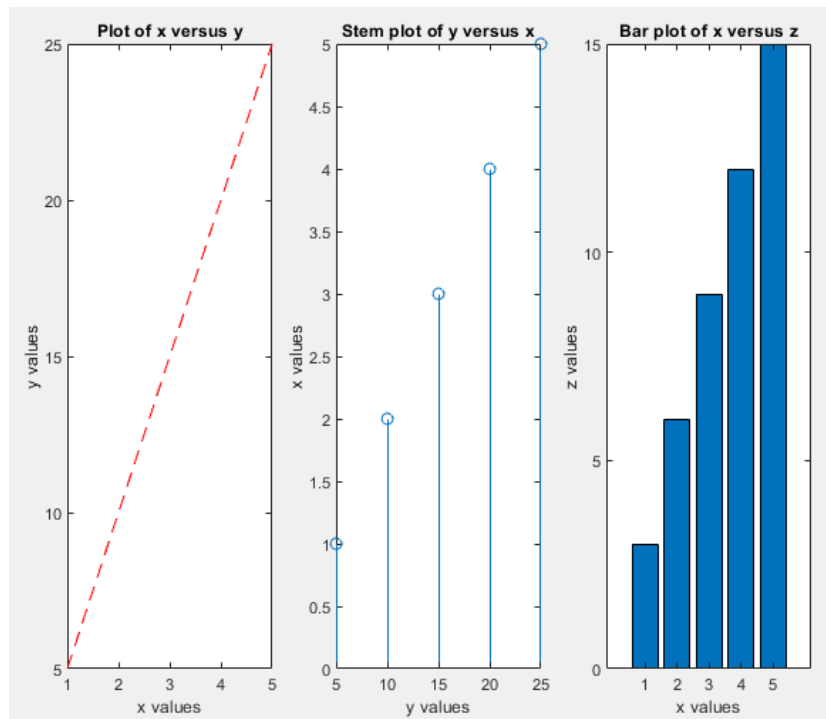 Plot of x versus y
25
20
15
10
5
y values
1 2 3 4 5
x values
Stem plot of y versus x
5
4.5
4
3.5
3
2.5
2
1.5
1
0.5
0
x values
5 10 15 20 25
y values
Bar plot of x versus z
15
10
5
0
z values
1 2 3 4 5
x values